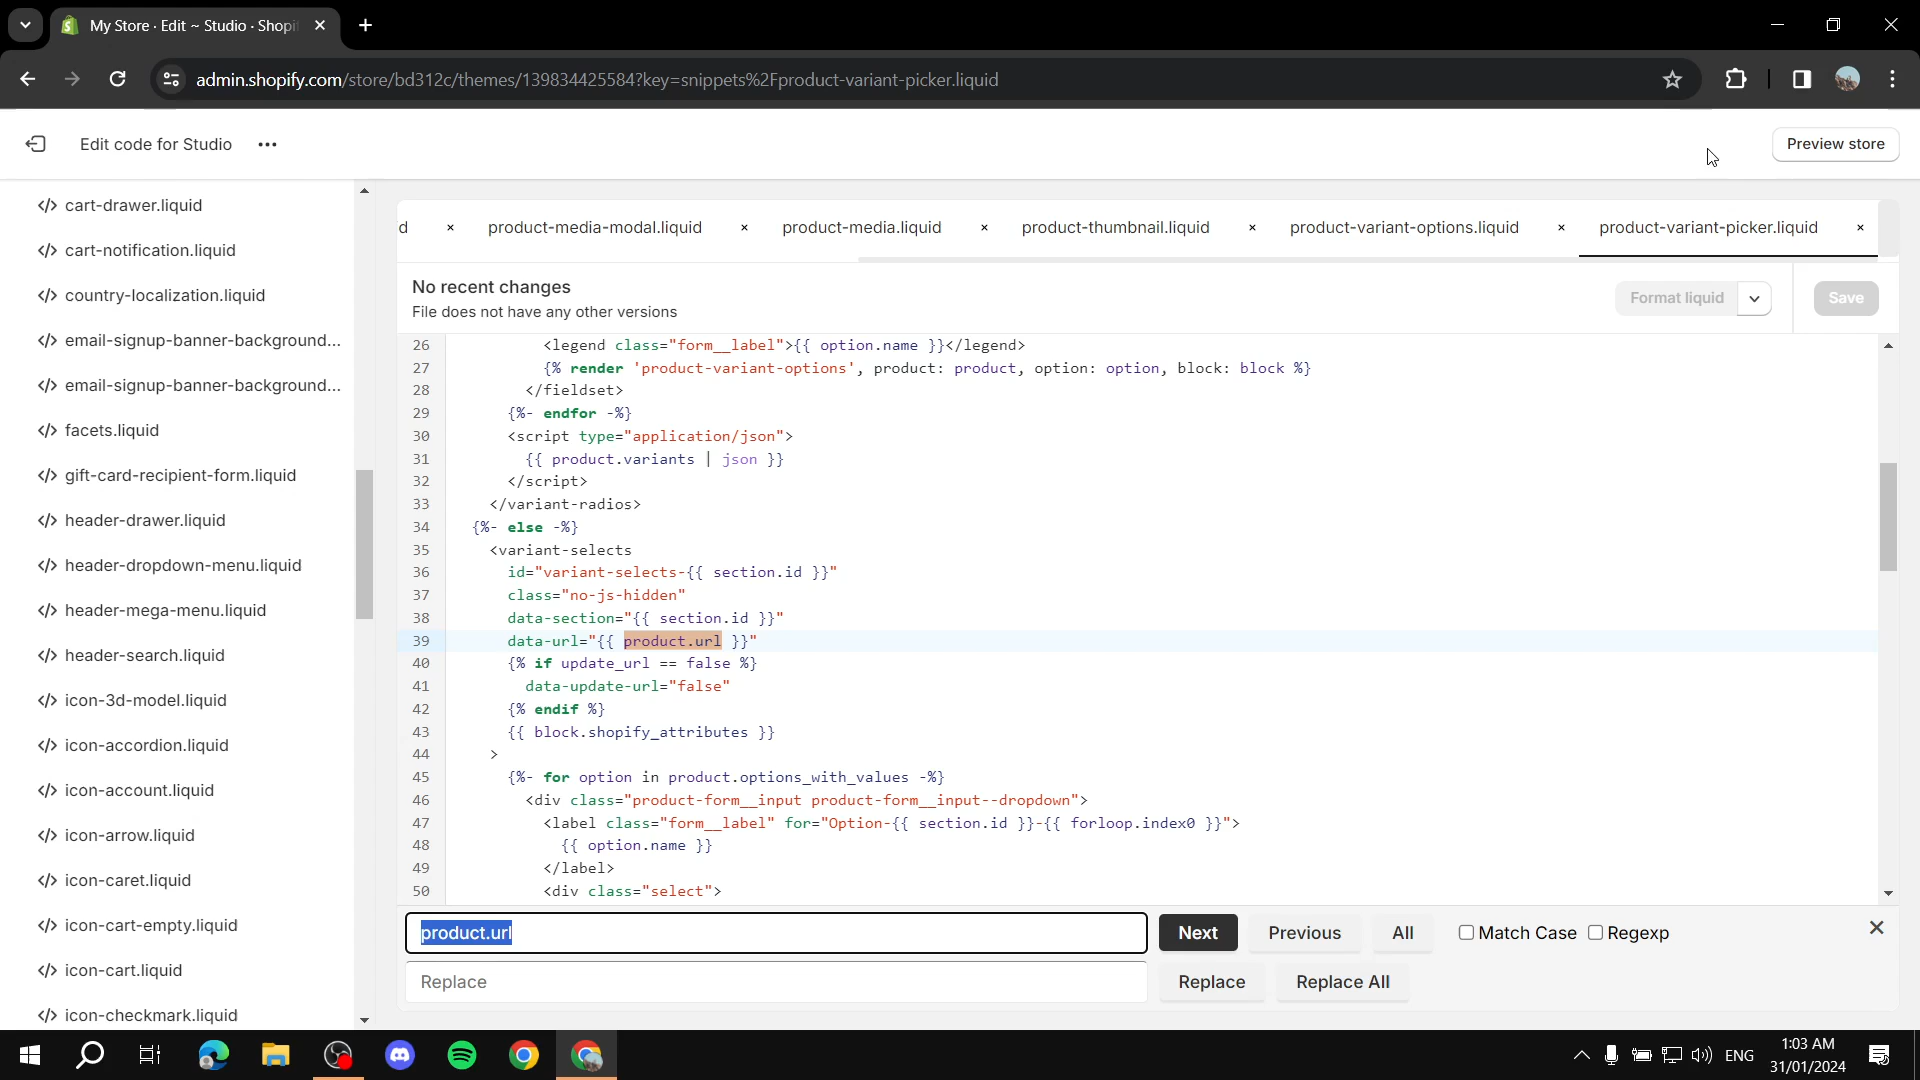 My Store · Edit ~ Studio · Shopi
admin.shopify.com/store/bd312c/themes/139834425584?key=snippets%2Fproduct-variant-picker.liquid
Edit code for Studio
Preview store
cart-drawer.liquid
cart-notification.liquid
country-localization.liquid
email-signup-banner-background...
email-signup-banner-background...
facets.liquid
gift-card-recipient-form.liquid
header-drawer.liquid
header-dropdown-menu.liquid
header-mega-menu.liquid
header-search.liquid
icon-3d-model.liquid
icon-accordion.liquid
icon-account.liquid
icon-arrow.liquid
icon-caret.liquid
icon-cart-empty.liquid
icon-cart.liquid
icon-checkmark.liquid
d × product-media-modal.liquid × product-media.liquid × product-thumbnail.liquid × product-variant-options.liquid × product-variant-picker.liquid ×
No recent changes
File does not have any other versions
Format liquid
Save
26 <legend class="form__label">{{ option.name }}</legend>
27 {% render 'product-variant-options', product: product, option: option, block: block %}
28 </fieldset>
29 {%- endfor -%}
30 <script type="application/json">
31 {{ product.variants | json }}
32 </script>
33 </variant-radios>
34 {%- else -%}
35 <variant-selects
36 id="variant-selects-{{ section.id }}"
37 class="no-js-hidden"
38 data-section="{{ section.id }}"
39 data-url="{{ product.url }}"
40 {% if update_url == false %}
41 data-update-url="false"
42 {% endif %}
43 {{ block.shopify_attributes }}
44 >
45 {%- for option in product.options_with_values -%}
46 <div class="product-form__input product-form__input--dropdown">
47 <label class="form__label" for="Option-{{ section.id }}-{{ forloop.index0 }}">
48 {{ option.name }}
49 </label>
50 <div class="select">
product.url
Next
Previous
All
Match Case
Regexp
Replace
Replace
Replace All
ENG
1:03 AM
31/01/2024